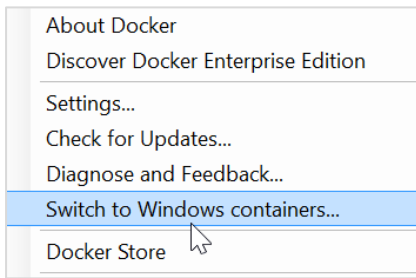 About Docker
Discover Docker Enterprise Edition
Settings...
Check for Updates...
Diagnose and Feedback...
Switch to Windows containers...
Docker Store